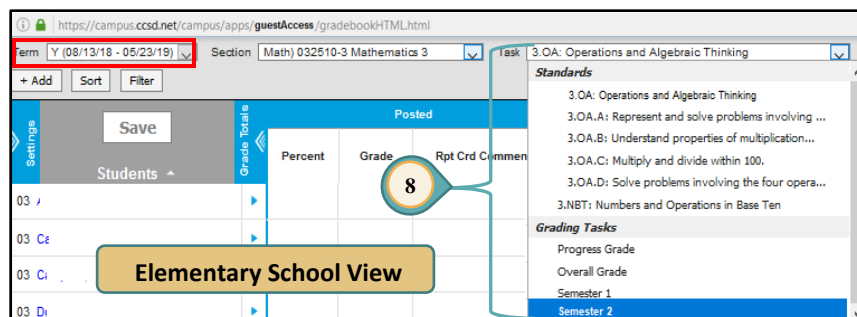 https://campus.ccsd.net/campus/apps/guestAccess/gradebookHTML.html
Term Y (08/13/18 - 05/23/19) Section Math) 032510-3 Mathematics 3 Task 3.OA: Operations and Algebraic Thinking
+ Add Sort Filter
Standards
3.OA: Operations and Algebraic Thinking
3.OA.A: Represent and solve problems involving ...
3.OA.B: Understand properties of multiplication...
3.OA.C: Multiply and divide within 100.
3.OA.D: Solve problems involving the four opera...
3.NBT: Numbers and Operations in Base Ten
Grading Tasks
Progress Grade
Overall Grade
Semester 1
Semester 2
Settings
Save
Students
Grade Totals
Posted
Percent Grade Rpt Crd Commen
8
03
03 Ca
03
03
Elementary School View